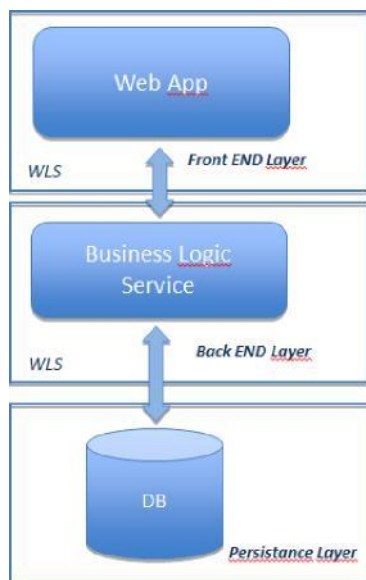 Web App
Front END Layer
WLS
Business Logic
Service
Back END Layer
WLS
DB
Persistance Layer